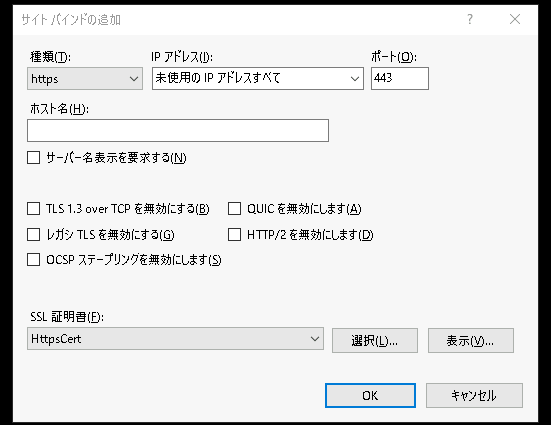 サイト バインドの追加
?
種類(T):
IP アドレス(I):
ポート(O):
https
未使用の IP アドレスすべて
443
ホスト名(H):
サーバー名表示を要求する(N)
TLS 1.3 over TCP を無効にする(B)
QUIC を無効にします(A)
レガシ TLS を無効にする(G)
HTTP/2 を無効にします(D)
OCSP ステープリングを無効にします(S)
SSL 証明書(F):
HttpsCert
選択(L)...
表示(V)...
OK
キャンセル